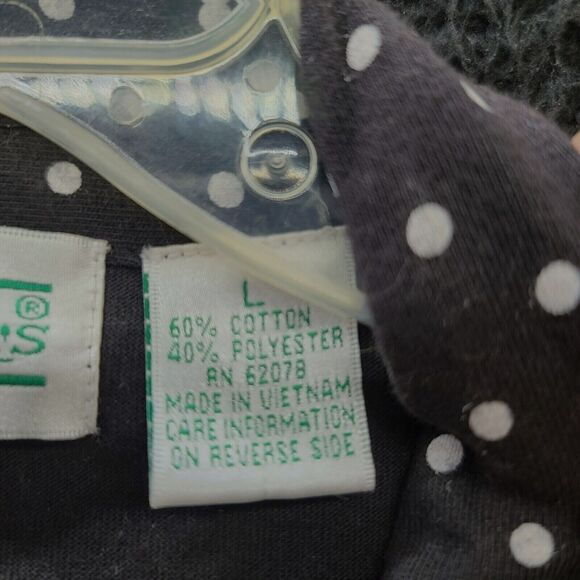 's®
L
60% COTTON
40% POLYESTER
RN 62078
MADE IN VIETNAM
CARE INFORMATION
ON REVERSE SIDE